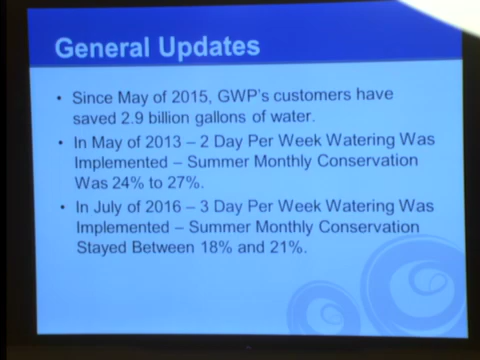 General Updates
• Since May of 2015, GWP's customers have
saved 2.9 billion gallons of water.
• In May of 2013 – 2 Day Per Week Watering Was
Implemented – Summer Monthly Conservation
Was 24% to 27%.
• In July of 2016 – 3 Day Per Week Watering Was
Implemented – Summer Monthly Conservation
Stayed Between 18% and 21%.